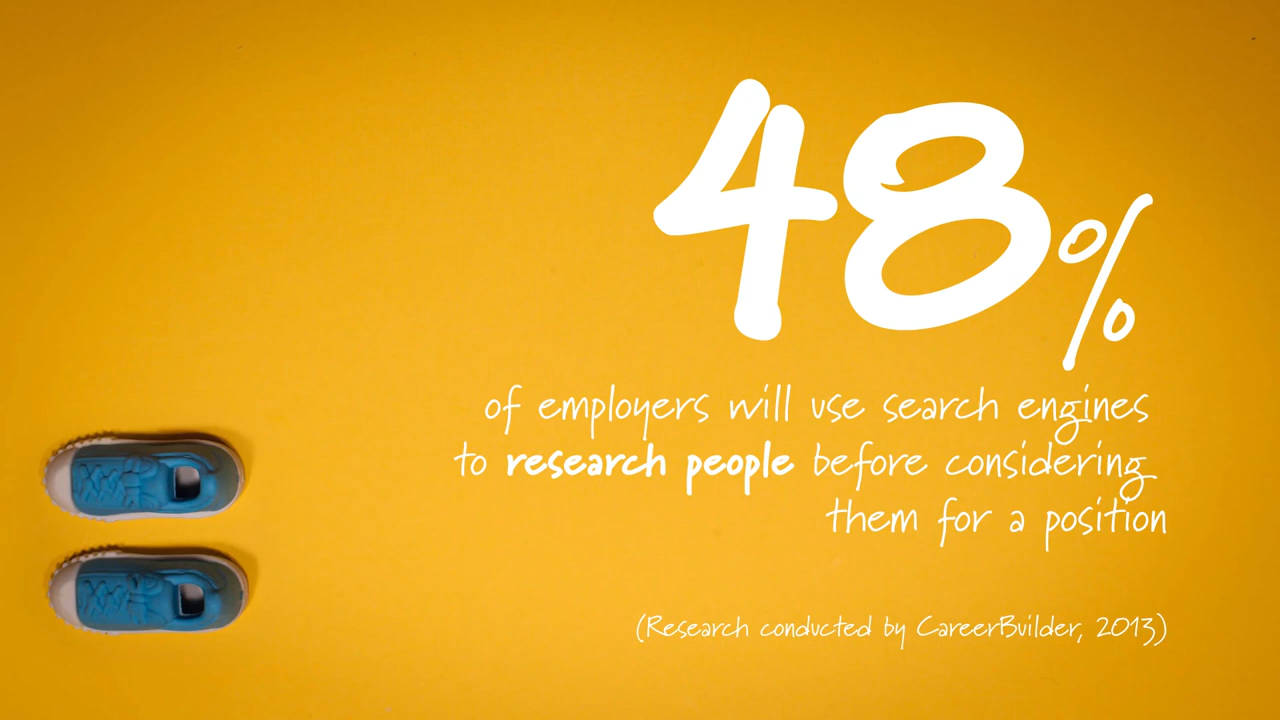 48%
of employers will use search engines
to research people before considering
them for a position
(Research conducted by CareerBuilder, 2013)